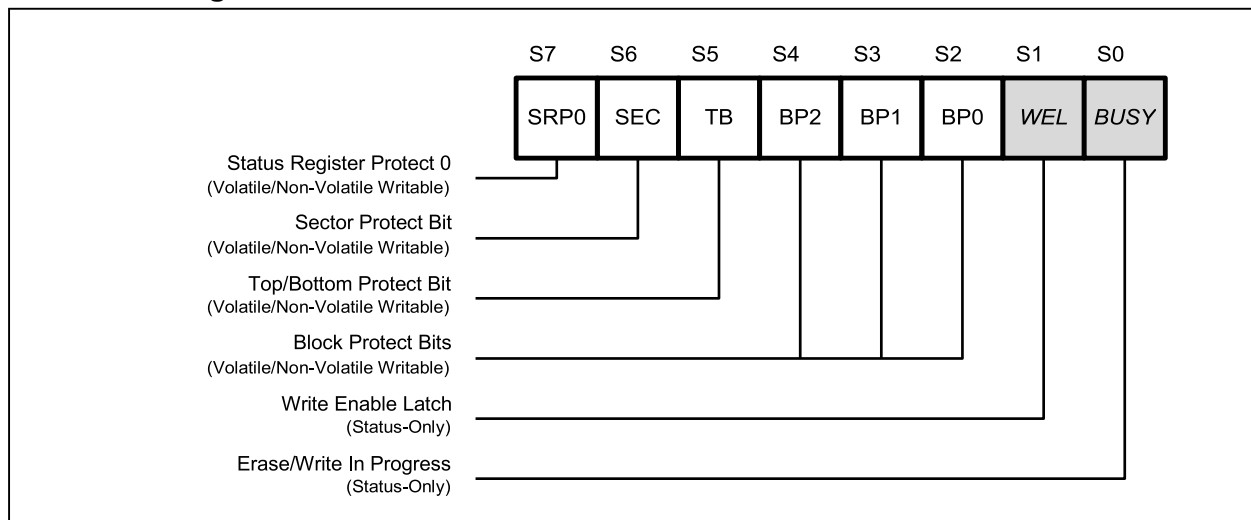 S7 S6 S5 S4 S3 S2 S1 S0
SRP0 SEC TB BP2 BP1 BP0 WEL BUSY
Status Register Protect 0
(Volatile/Non-Volatile Writable)
Sector Protect Bit
(Volatile/Non-Volatile Writable)
Top/Bottom Protect Bit
(Volatile/Non-Volatile Writable)
Block Protect Bits
(Volatile/Non-Volatile Writable)
Write Enable Latch
(Status-Only)
Erase/Write In Progress
(Status-Only)